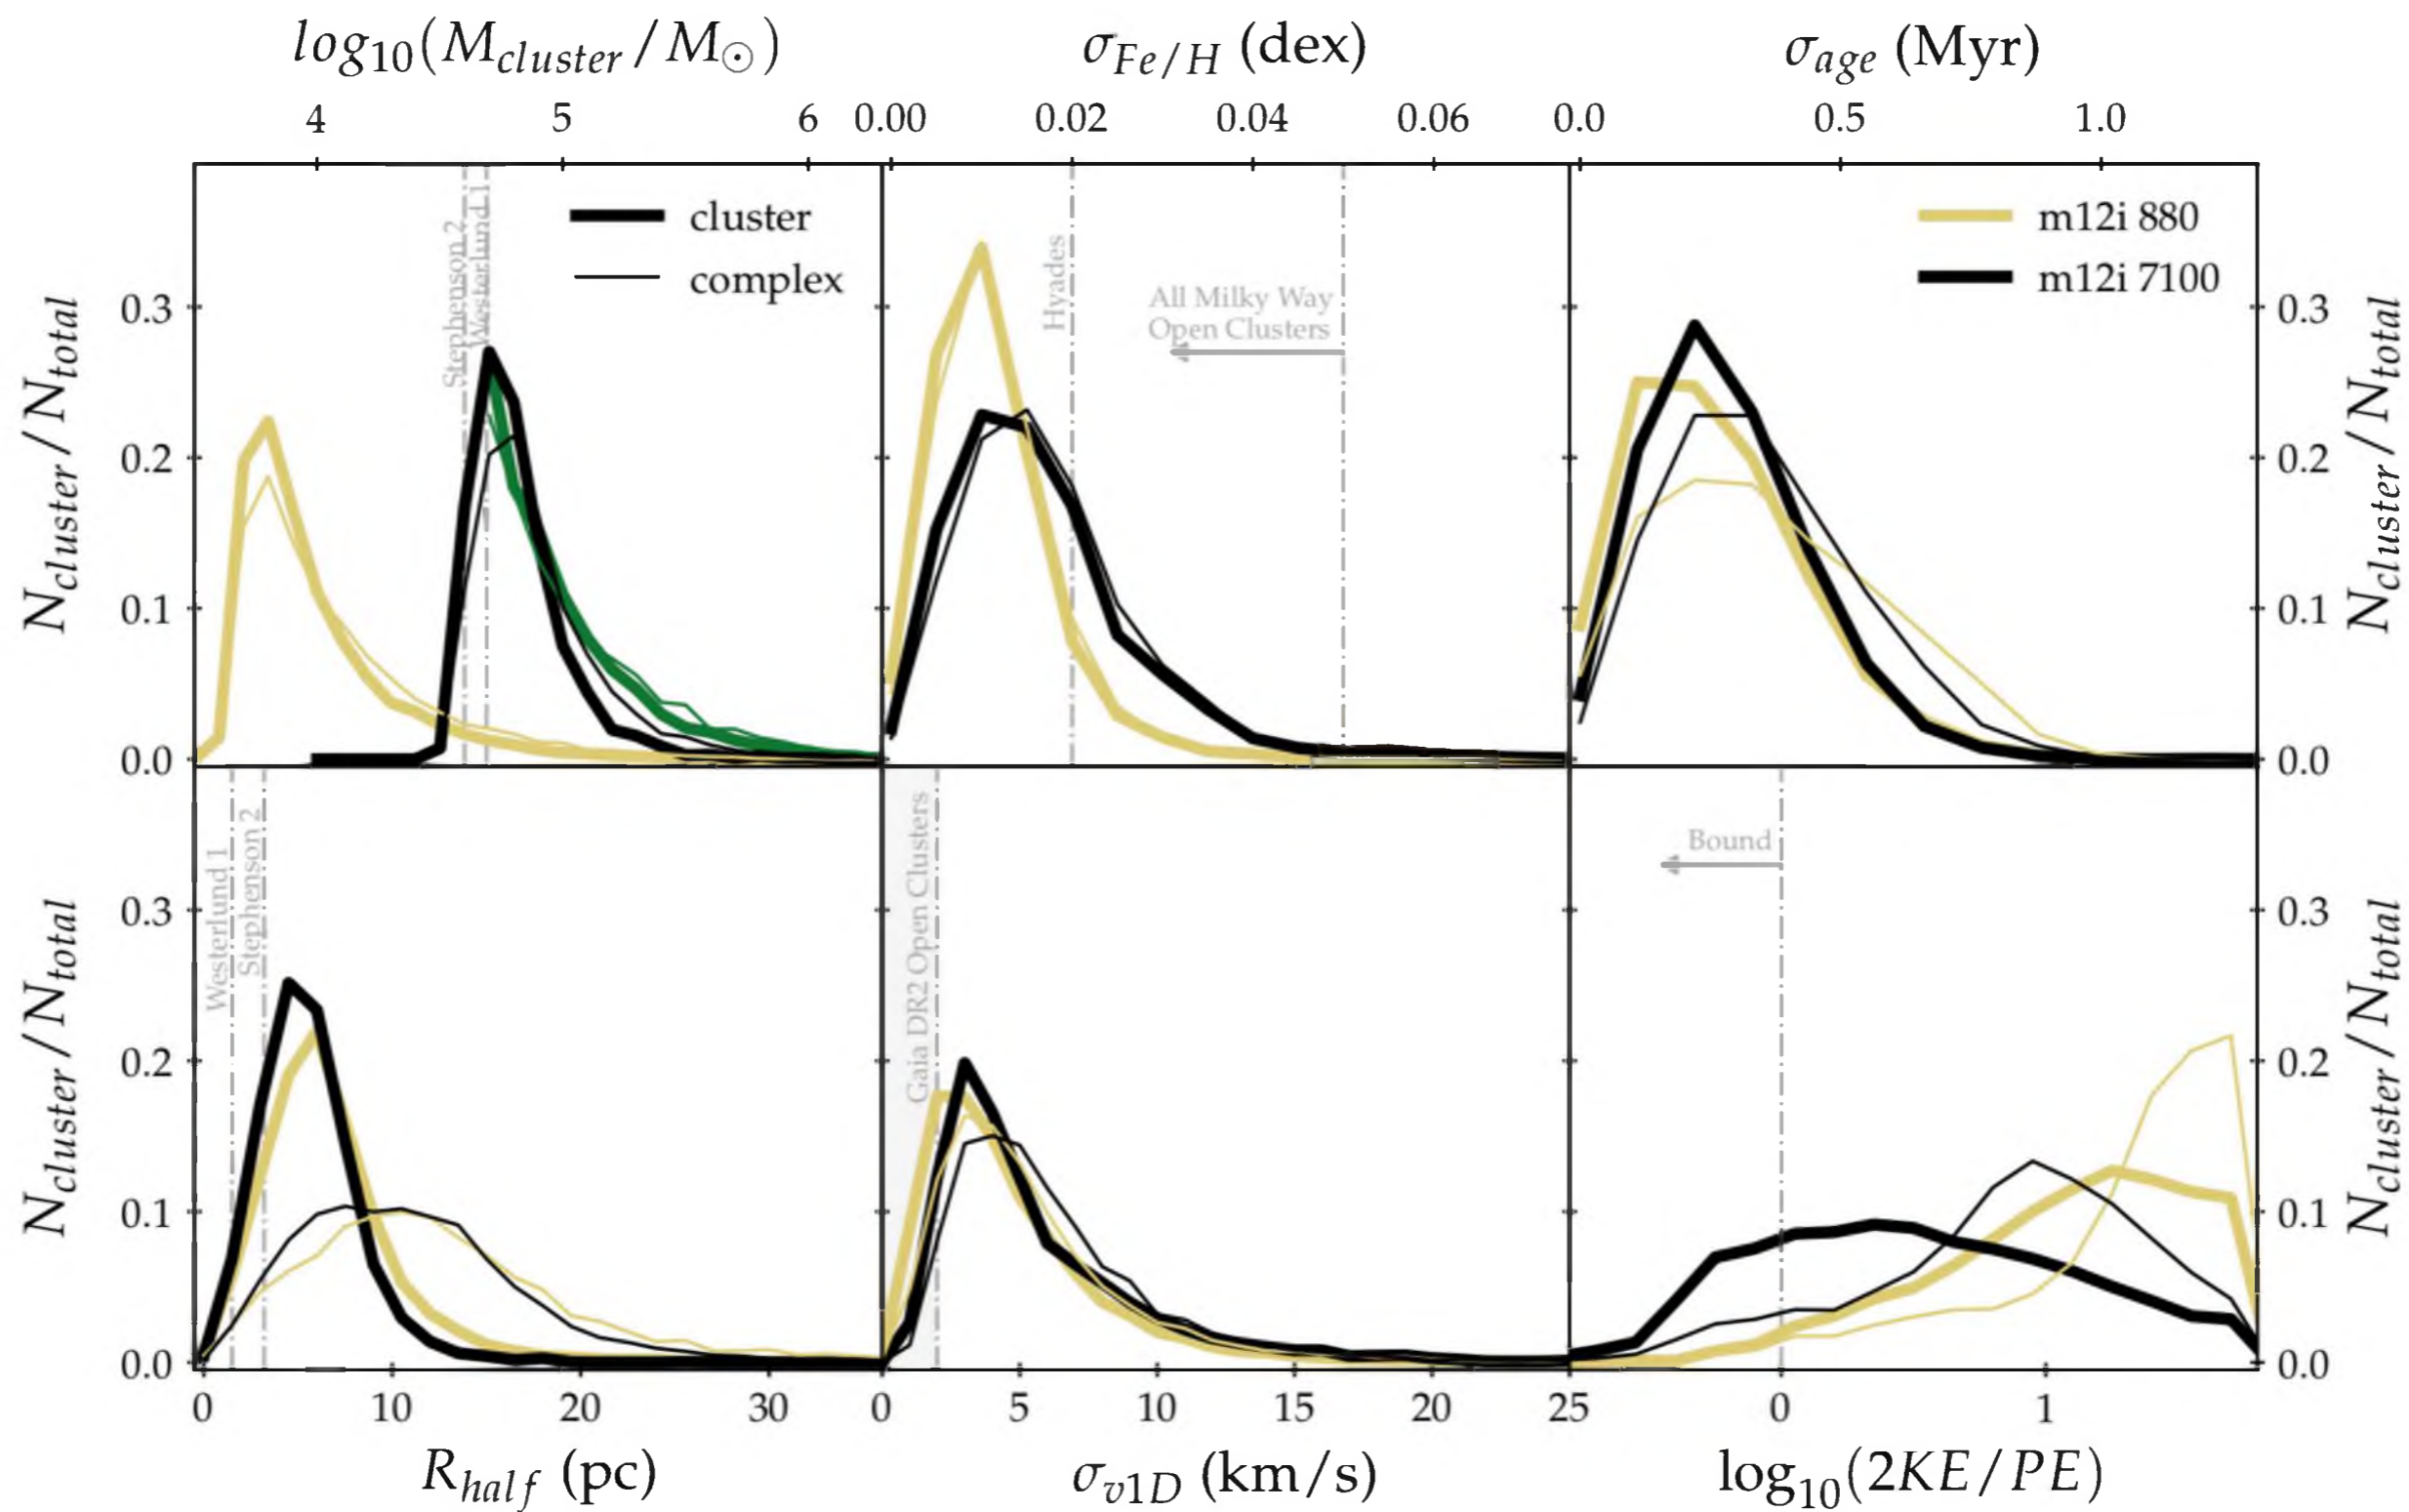 log10(Mcluster/M⊙)
σFe/H (dex)
σage (Myr)
4 5 6 0.00 0.02 0.04 0.06 0.0 0.5 1.0
cluster
complex
Stephenson 2
Westerlund 1
Hyades
All Milky Way
Open Clusters
m12i 880
m12i 7100
Ncluster/Ntotal
0.3
0.2
0.1
0.0
Ncluster/Ntotal
0.3
0.2
0.1
0.0
Westerlund 1
Stephenson 2
Gaia DR2 Open Clusters
Bound
Ncluster/Ntotal
0.3
0.2
0.1
0.0
Ncluster/Ntotal
0.3
0.2
0.1
0.0
0 10 20 30 0 5 10 15 20 25 0 1
Rhalf (pc)
σv1D (km/s)
log10(2KE/PE)